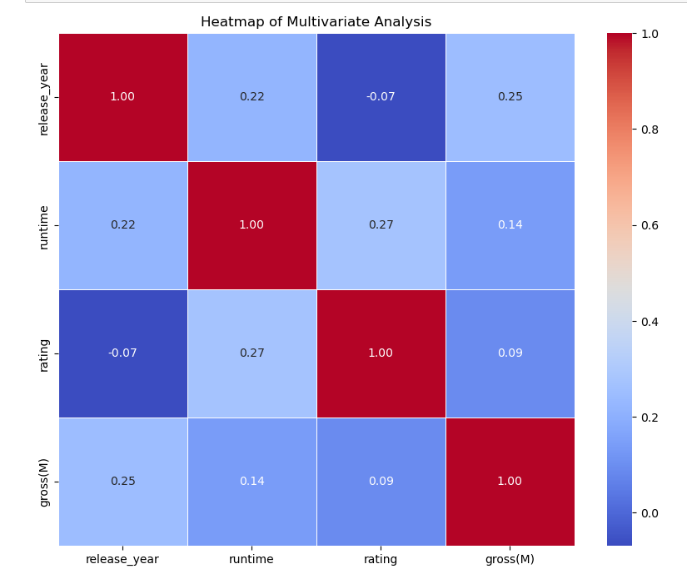 Heatmap of Multivariate Analysis
release_year
1.00
0.22
-0.07
0.25
runtime
0.22
1.00
0.27
0.14
rating
-0.07
0.27
1.00
0.09
gross(M)
0.25
0.14
0.09
1.00
release_year
runtime
rating
gross(M)
1.0
0.8
0.6
0.4
0.2
0.0